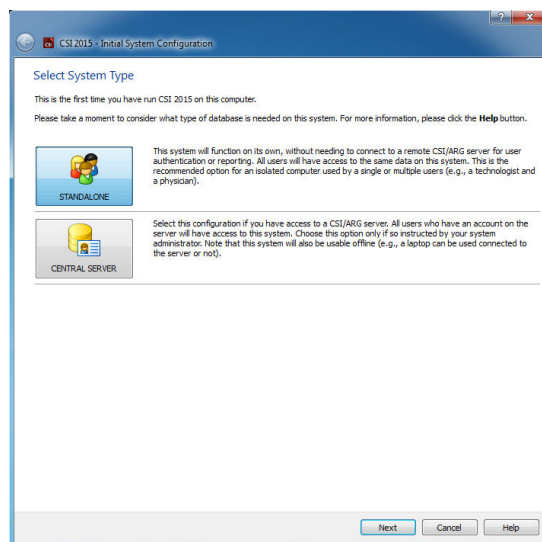 CSI 2015 - Initial System Configuration
Select System Type
This is the first time you have run CSI 2015 on this computer.
Please take a moment to consider what type of database is needed on this system. For more information, please click the Help button.
This system will function on its own, without needing to connect to a remote CSI/ARG server for user
authentication or reporting. All users will have access to the same data on this system. This is the
recommended option for an isolated computer used by a single or multiple users (e.g., a technologist and
a physician).
STANDALONE
Select this configuration if you have access to a CSI/ARG server. All users who have an account on the
server will have access to this system. Choose this option only if so instructed by your system
administrator. Note that this system will also be usable offline (e.g., a laptop can be used connected to
the server or not).
CENTRAL SERVER
Next
Cancel
Help